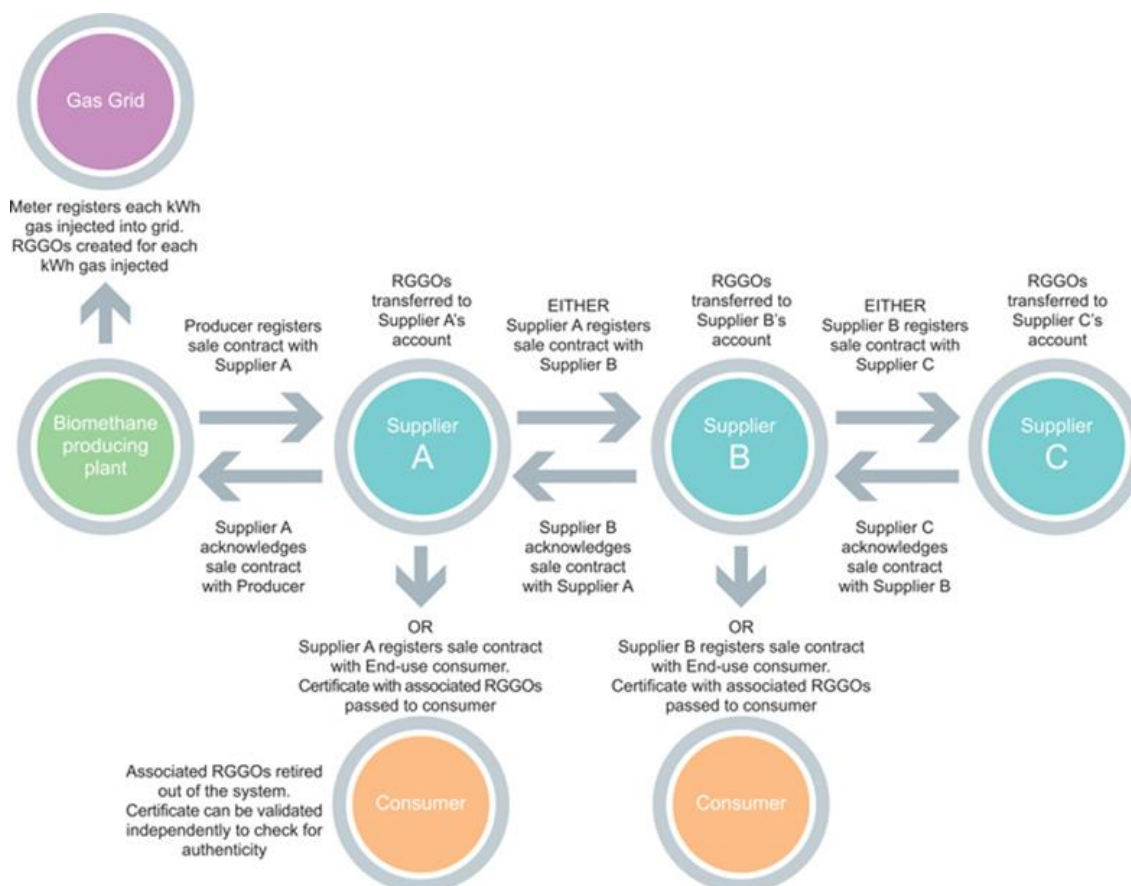 Gas Grid
Meter registers each kWh
gas injected into grid.
RGGOs created for each
kWh gas injected
Biomethane
producing
plant
Producer registers
sale contract with
Supplier A
Supplier A
acknowledges
sale contract
with Producer
RGGOs
transferred to
Supplier A's
account
Supplier
A
EITHER
Supplier A registers
sale contract with
Supplier B
Supplier B
acknowledges
sale contract
with Supplier A
RGGOs
transferred to
Supplier B's
account
Supplier
B
EITHER
Supplier B registers
sale contract with
Supplier C
Supplier C
acknowledges
sale contract
with Supplier B
RGGOs
transferred to
Supplier C's
account
Supplier
C
OR
Supplier A registers sale contract
with End-use consumer.
Certificate with associated RGGOs
passed to consumer
OR
Supplier B registers sale contract
with End-use consumer.
Certificate with associated RGGOs
passed to consumer
Associated RGGOs retired
out of the system.
Certificate can be validated
independently to check for
authenticity
Consumer
Consumer